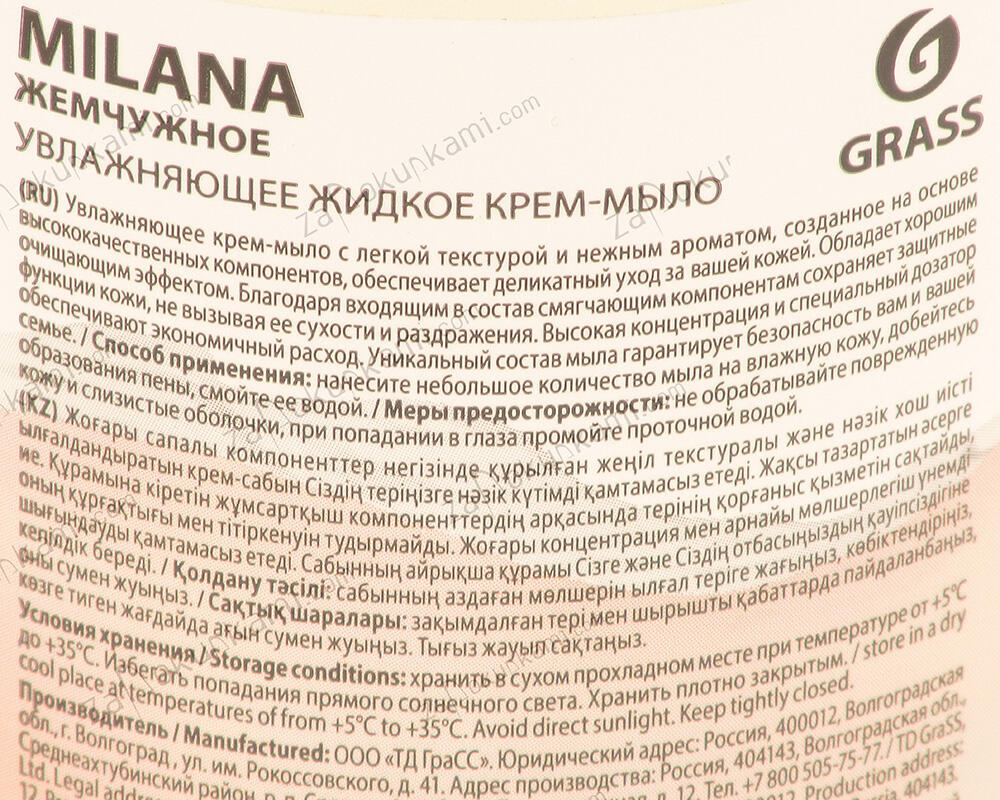 MILANA
ЖЕМЧУЖНОЕ
УВЛАЖНЯЮЩЕЕ ЖИДКОЕ КРЕМ-МЫЛО
GRASS
(RU) Увлажняющее крем-мыло с легкой текстурой и нежным ароматом, созданное на основе
высококачественных компонентов, обеспечивает деликатный уход за вашей кожей. Обладает хорошим
очищающим эффектом. Благодаря входящим в состав смягчающим компонентам сохраняет защитные
функции кожи, не вызывая ее сухости и раздражения. Высокая концентрация и специальный дозатор
обеспечивают экономичный расход. Уникальный состав мыла гарантирует безопасность вам и вашей
семье. / Способ применения: нанесите небольшое количество мыла на влажную кожу, добейтесь
образования пены, смойте ее водой. / Меры предосторожности: не обрабатывайте поврежденную
кожу и слизистые оболочки, при попадании в глаза промойте проточной водой.
(KZ) Жоғары сапалы компоненттер негізінде құрылған жеңіл текстуралы және нәзік хош иісті
ылғалдандыратын крем-сабын Сіздің теріңізге нәзік күтімді қамтамасыз етеді. Жақсы тазартатын әсерге
ие. Құрамына кіретін жұмсартқыш компоненттердің арқасында терінің қорғаныс қызметін сақтайды,
оның құрғақтығы мен тітіркенуін тудырмайды. Жоғары концентрация мен арнайы мөлшерлегіш үнемді
шығындауды қамтамасыз етеді. Сабынның айрықша құрамы Сізге және Сіздің отбасыңыздың қауіпсіздігіне
кепілдік береді. / Қолдану тәсілі: сабынның аздаған мөлшерін ылғал теріге жағыңыз, көбіктендіріңіз,
оны сумен жуыңыз. / Сақтық шаралары: зақымдалған тері мен шырышты қабаттарда пайдаланбаңыз,
көзге тиген жағдайда ағын сумен жуыңыз. Тығыз жауып сақтаңыз.
Условия хранения / Storage conditions: хранить в сухом прохладном месте при температуре от +5°C
до +35°C. Избегать попадания прямого солнечного света. Хранить плотно закрытым. / store in a dry
cool place at temperatures of from +5°C to +35°C. Avoid direct sunlight. Keep tightly closed.
Производитель / Manufactured: ООО «ТД ГраСС». Юридический адрес: Россия, 400012, Волгоградская
обл., г. Волгоград , ул. им. Рокоссовского, д. 41. Адрес производства: Россия, 404143, Волгоградская обл.,
Среднеахтубинский район, р.п. 12. Тел. +7 800 505-75-77. / TD GraSS,
Ltd. Legal address: 400012 Production address:
12, 404143.